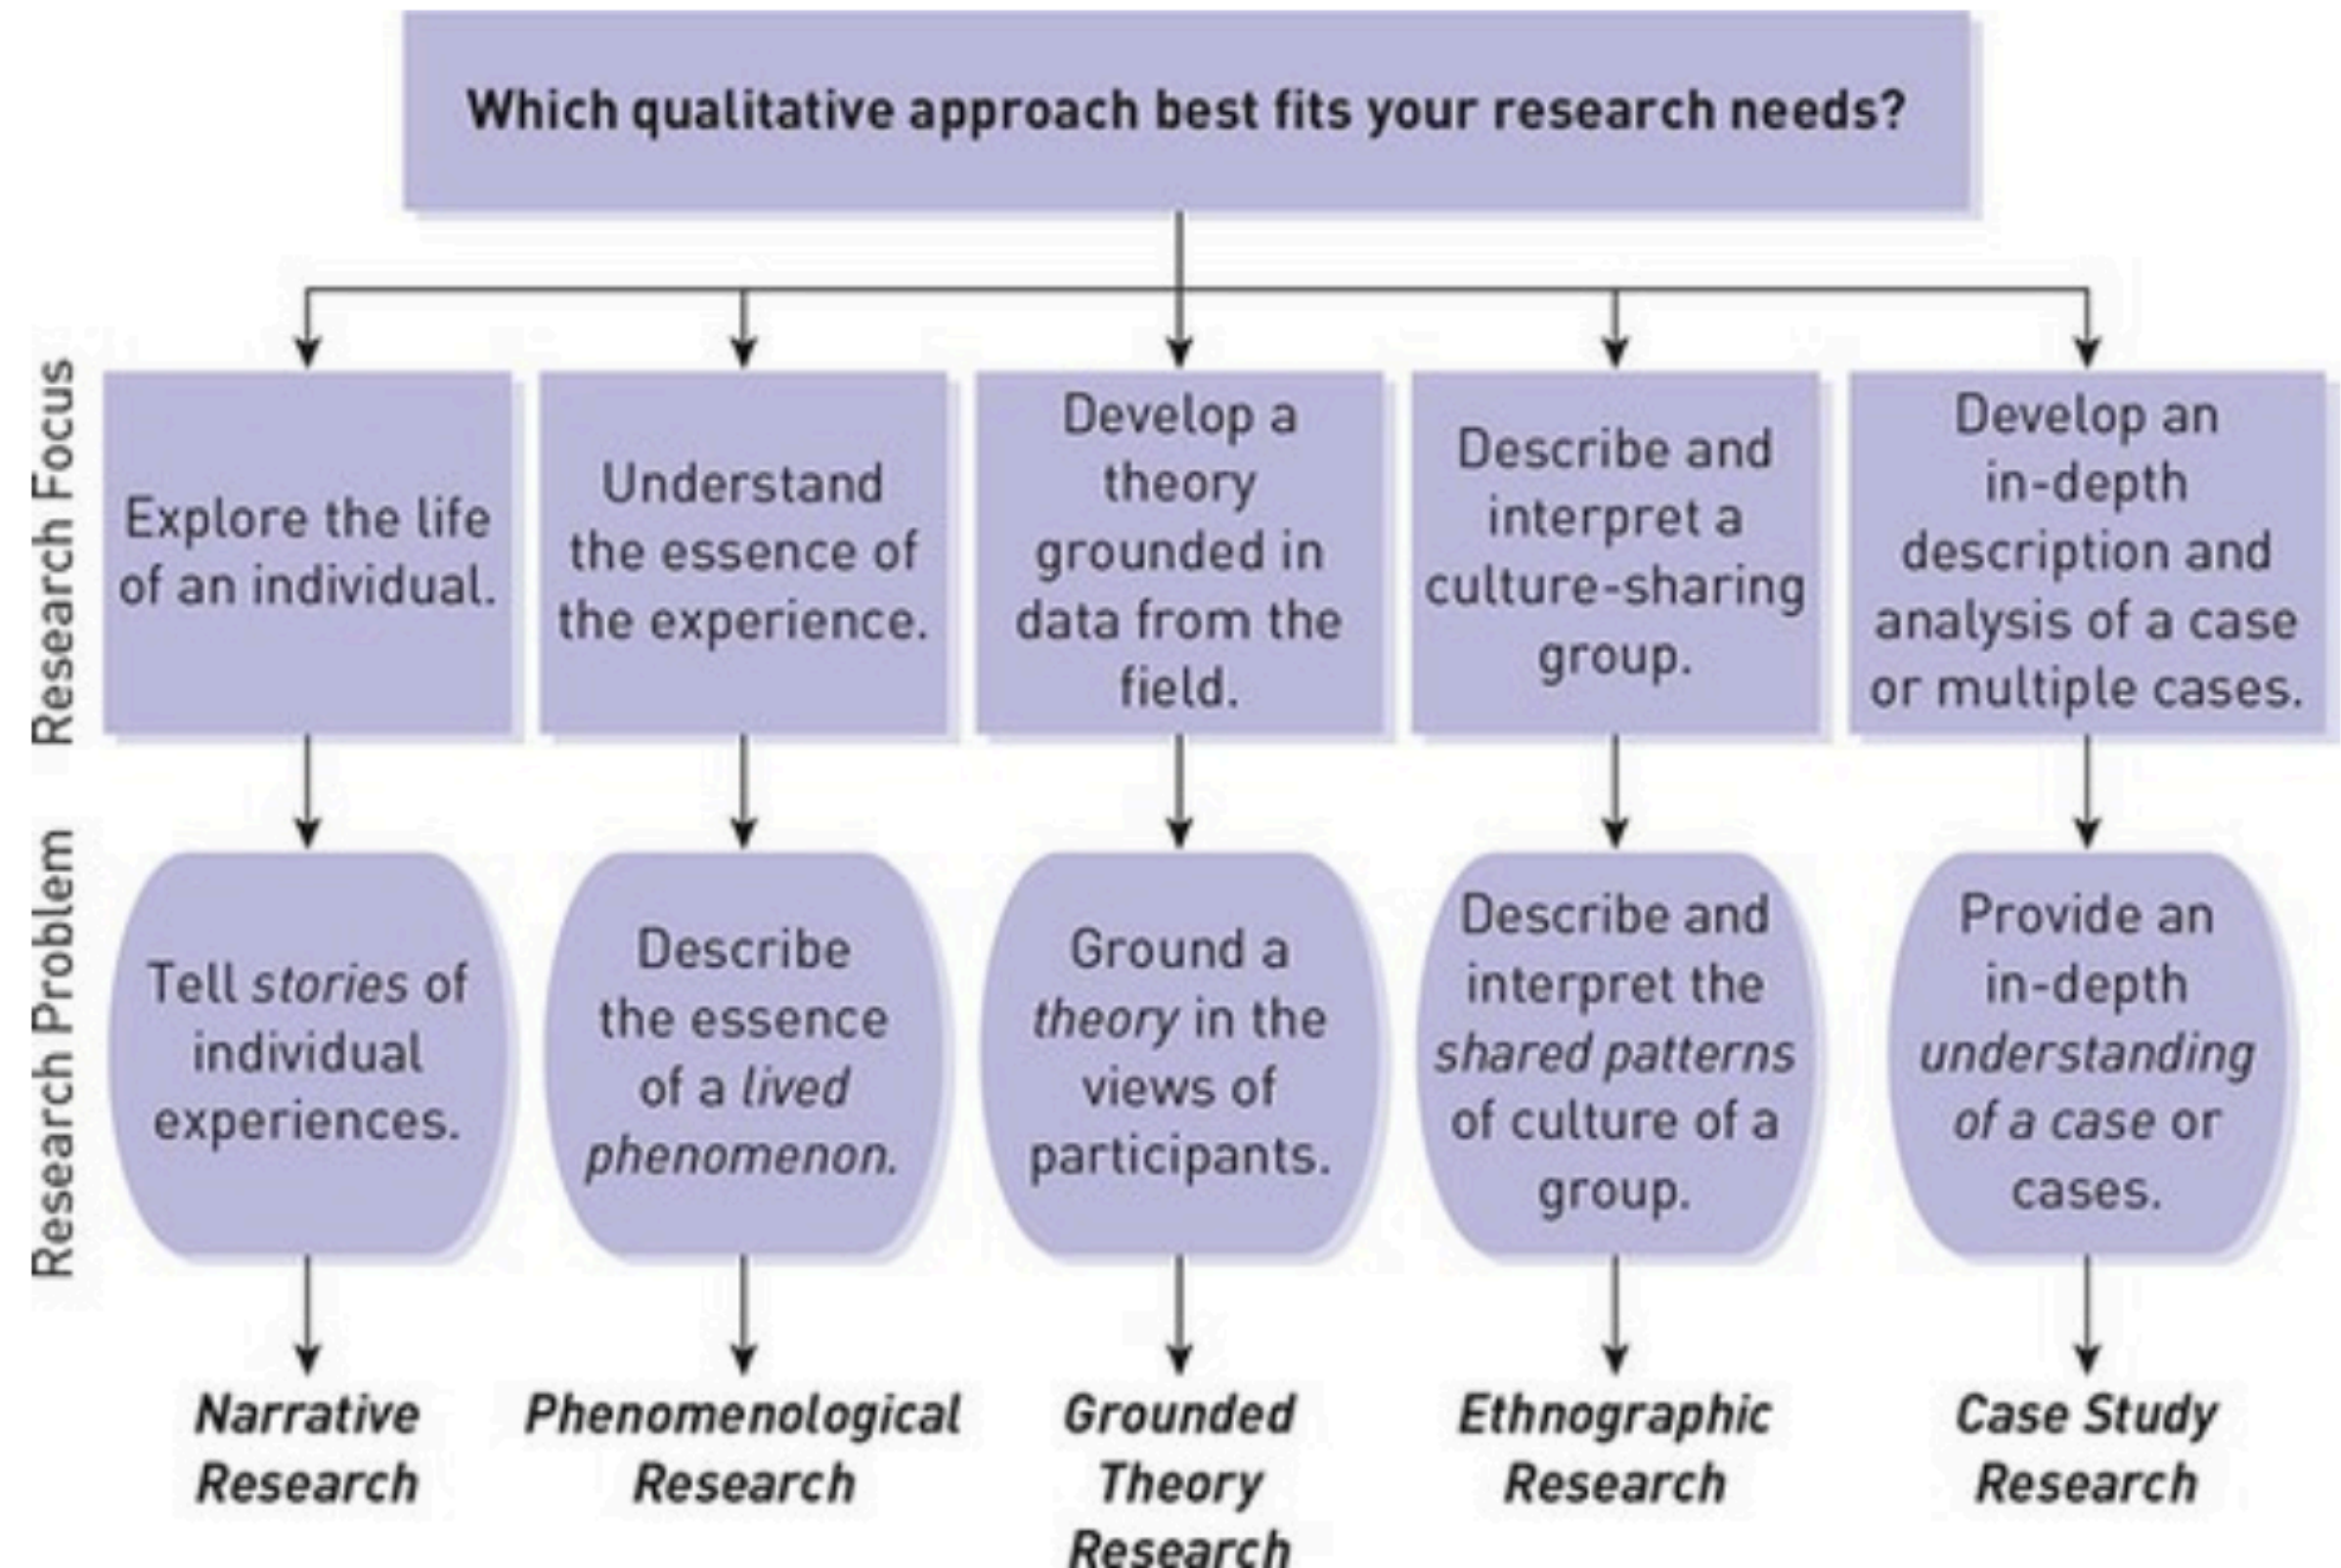 Which qualitative approach best fits your research needs?
Research Focus
Explore the life
of an individual.
Understand
the essence of
the experience.
Develop a
theory
grounded in
data from the
field.
Describe and
interpret a
culture-sharing
group.
Develop an
in-depth
description and
analysis of a case
or multiple cases.
Research Problem
Tell stories of
individual
experiences.
Describe
the essence
of a lived
phenomenon.
Ground a
theory in the
views of
participants.
Describe and
interpret the
shared patterns
of culture of a
group.
Provide an
in-depth
understanding
of a case or
cases.
Narrative
Research
Phenomenological
Research
Grounded
Theory
Research
Ethnographic
Research
Case Study
Research